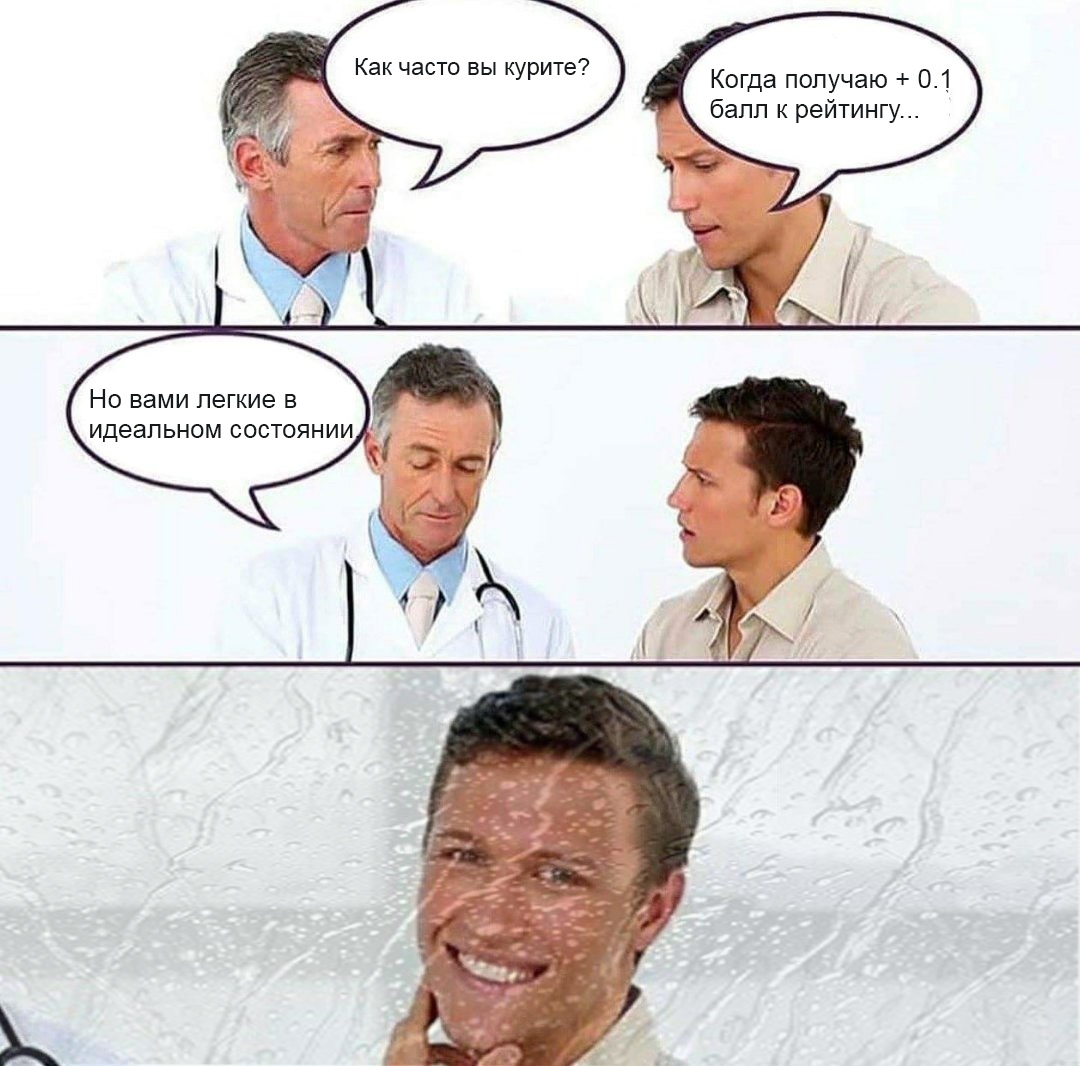 Как часто вы курите?
Когда получаю + 0.1
балл к рейтингу...
Но вами легкие в
идеальном состоянии